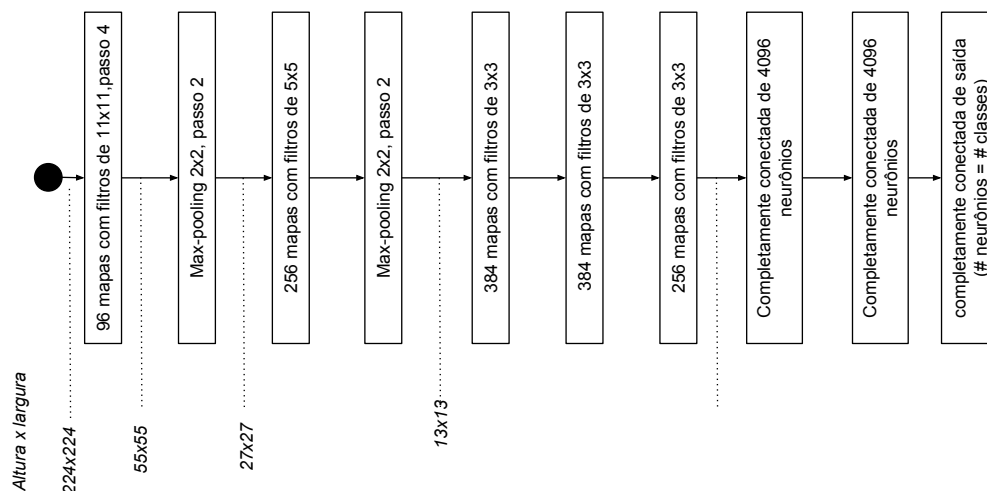 96 mapas com filtros de 11x11,passo 4
Max-pooling 2x2, passo 2
256 mapas com filtros de 5x5
Max-pooling 2x2, passo 2
384 mapas com filtros de 3x3
384 mapas com filtros de 3x3
256 mapas com filtros de 3x3
Completamente conectada de 4096
neurônios
Completamente conectada de 4096
neurônios
completamente conectada de saída
(# neurônios = # classes)
Altura x largura
224x224
55x55
27x27
13x13